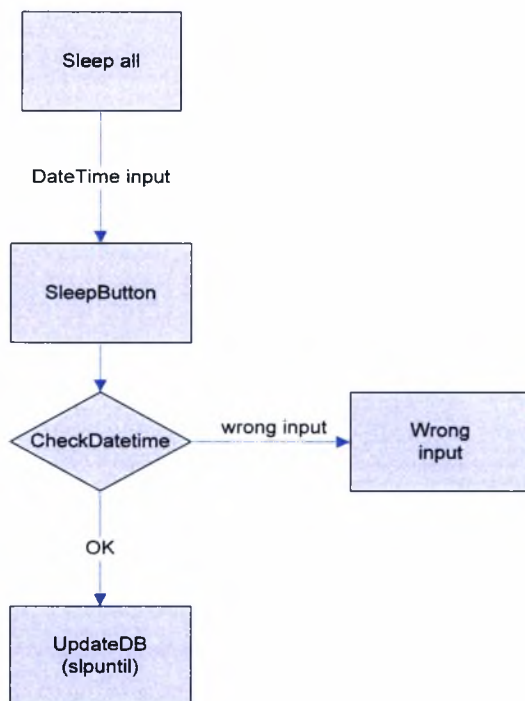 Sleep all
DateTime input
SleepButton
CheckDatetime
wrong input
Wrong
input
OK
UpdateDB
(slpuntil)